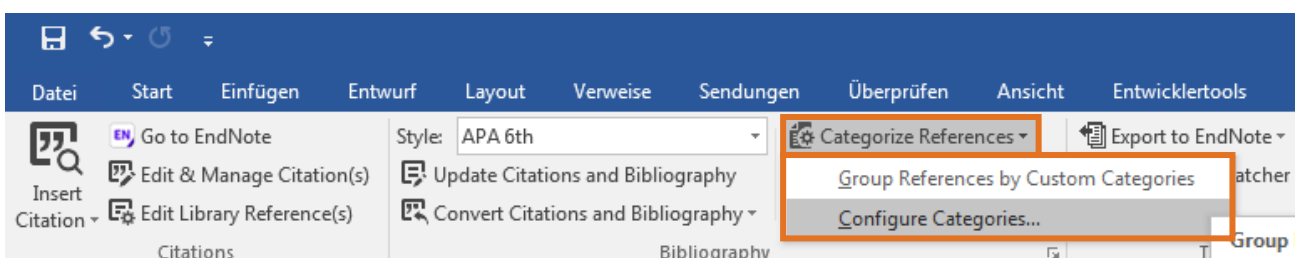 Datei Start Einfügen Entwurf Layout Verweise Sendungen Überprüfen Ansicht Entwicklertools
EN Go to EndNote Style: APA 6th Categorize References Export to EndNote
Edit & Manage Citation(s) Update Citations and Bibliography Group References by Custom Categories atcher
Insert
Citation Edit Library Reference(s) Convert Citations and Bibliography Configure Categories...
Citations Bibliography T Group